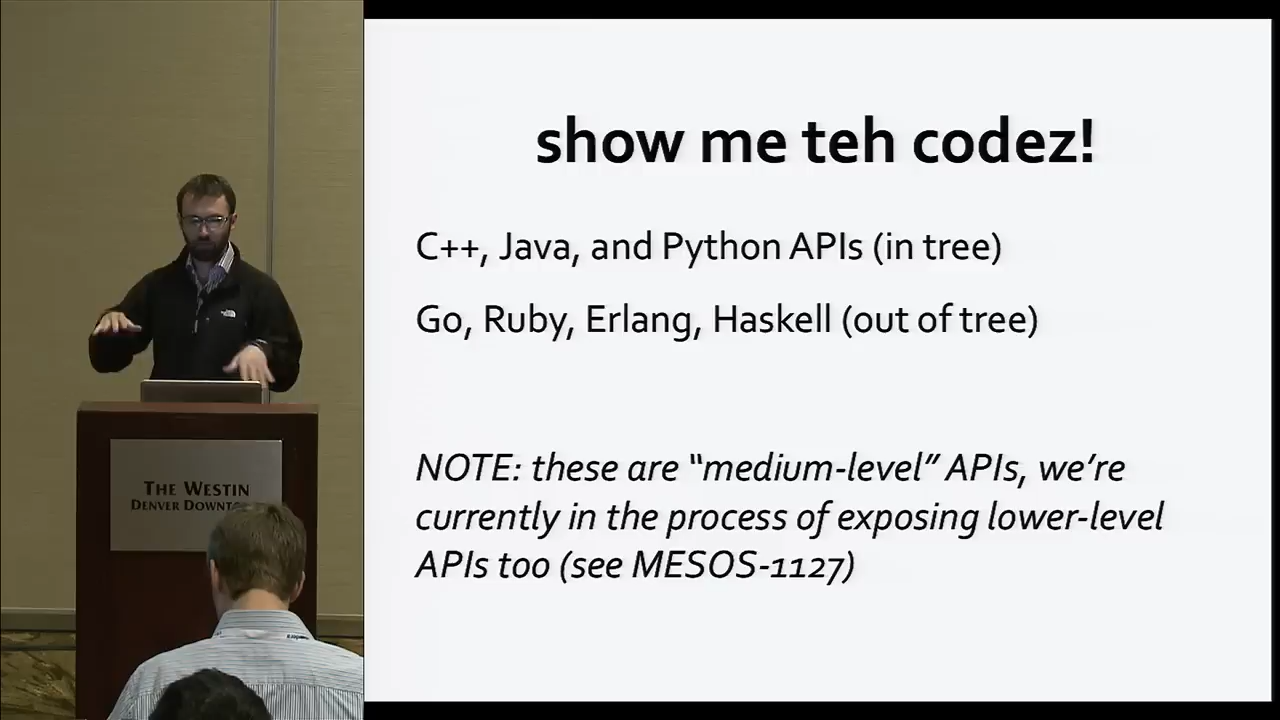 show me teh codez!
C++, Java, and Python APIs (in tree)
Go, Ruby, Erlang, Haskell (out of tree)
NOTE: these are “medium-level” APIs, we’re
currently in the process of exposing lower-level
APIs too (see MESOS-1127)
THE WESTIN
DENVER